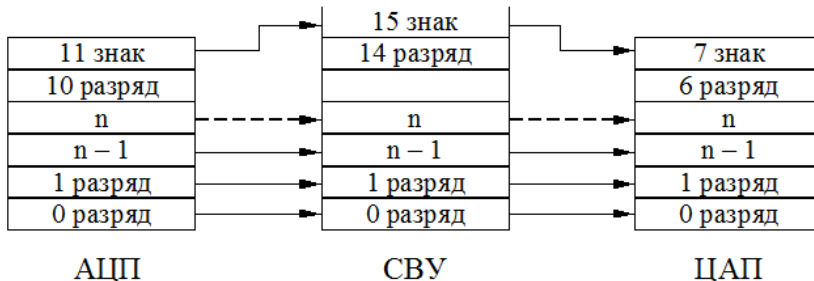 15 знак
11 знак 14 разряд 7 знак
10 разряд 6 разряд
n n n
n – 1 n – 1 n – 1
1 разряд 1 разряд 1 разряд
0 разряд 0 разряд 0 разряд
АЦП СВУ ЦАП